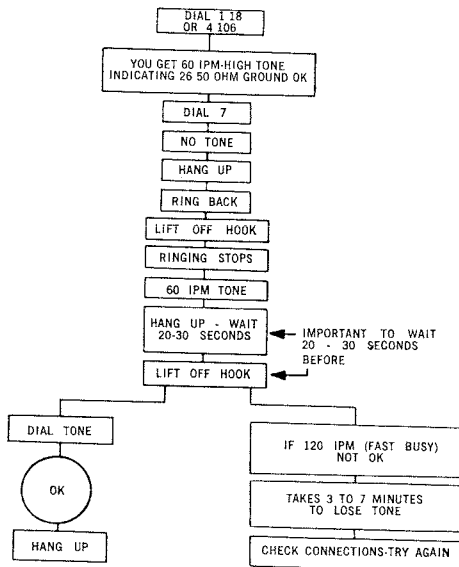 DIAL 1 18
OR 4 106
YOU GET 60 IPM-HIGH TONE
INDICATING 26 50 OHM GROUND OK
DIAL 7
NO TONE
HANG UP
RING BACK
LIFT OFF HOOK
RINGING STOPS
60 IPM TONE
HANG UP - WAIT
20-30 SECONDS
IMPORTANT TO WAIT
20 - 30 SECONDS
BEFORE
LIFT OFF HOOK
DIAL TONE
OK
HANG UP
IF 120 IPM (FAST BUSY)
NOT OK
TAKES 3 TO 7 MINUTES
TO LOSE TONE
CHECK CONNECTIONS-TRY AGAIN